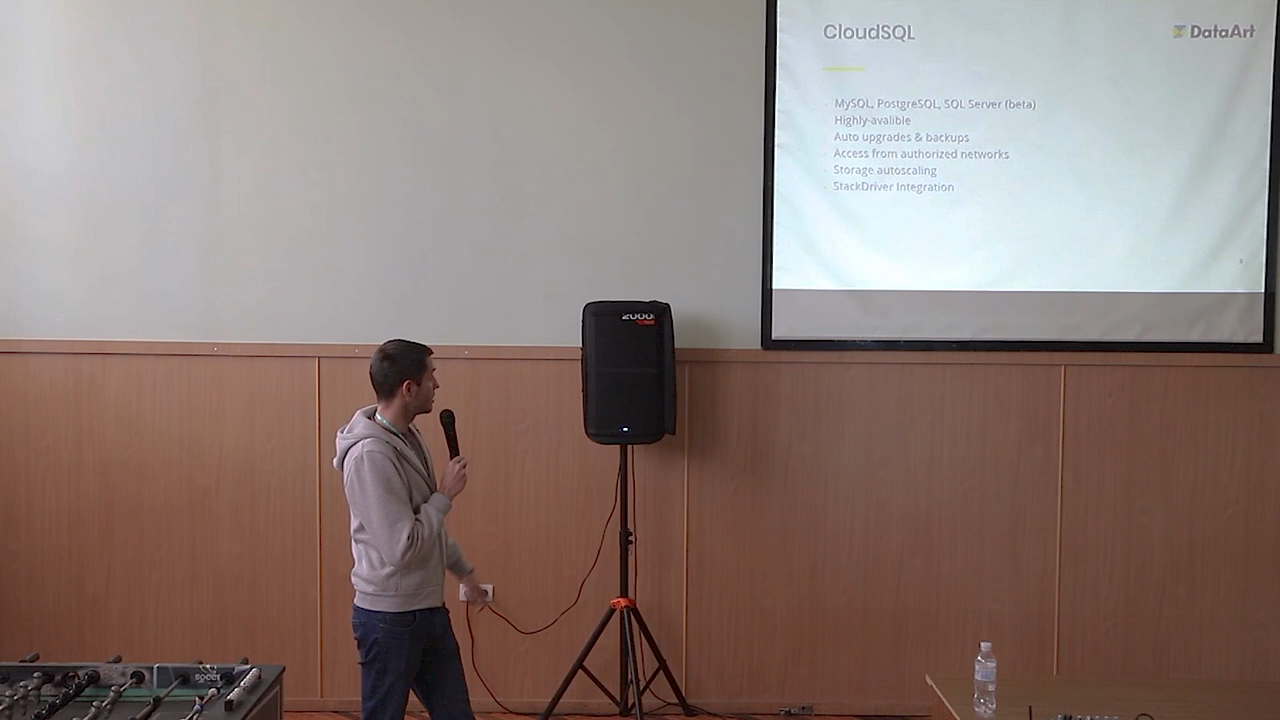 CloudSQL
DataArt
MySQL, PostgreSQL, SQL Server (beta)
Highly-avalible
Auto upgrades & backups
Access from authorized networks
Storage autoscaling
StackDriver Integration
2000